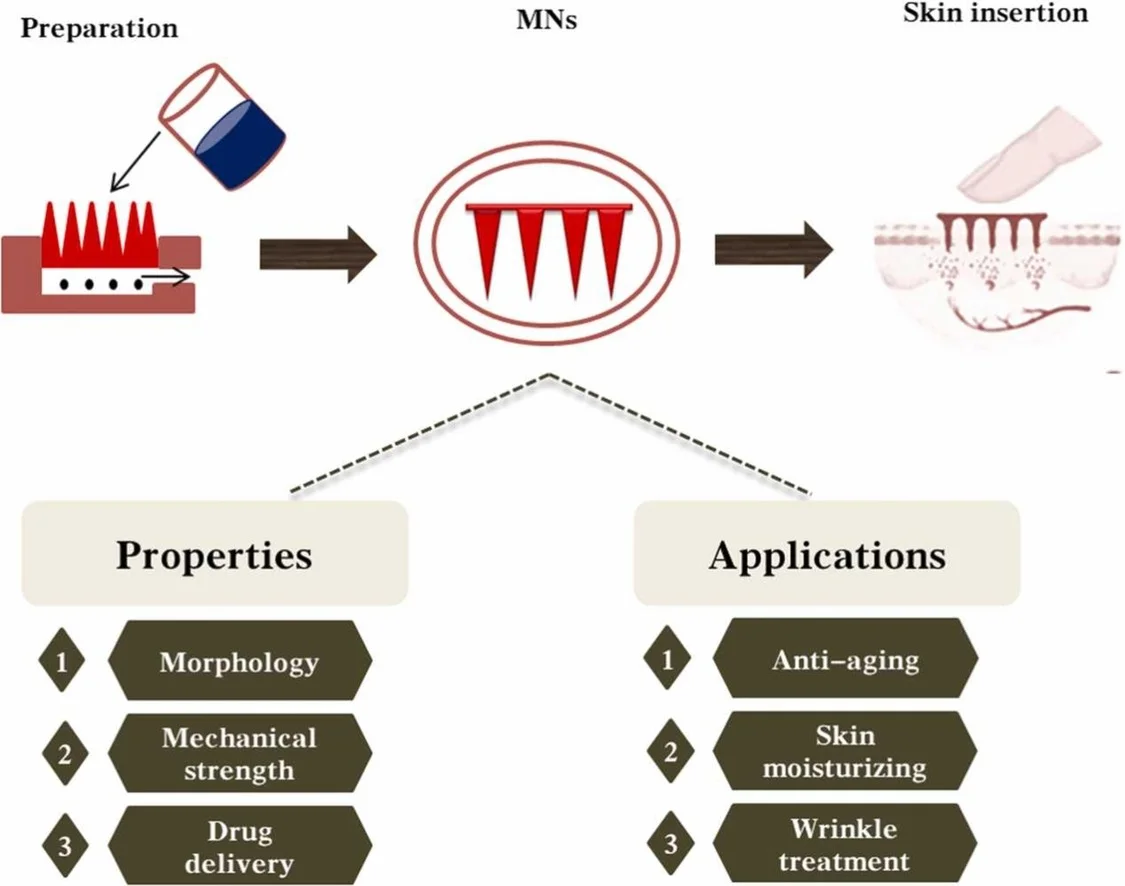 Preparation
MNs
Skin insertion
Properties
1
Morphology
2
Mechanical
strength
3
Drug
delivery
Applications
1
Anti–aging
2
Skin
moisturizing
3
Wrinkle
treatment